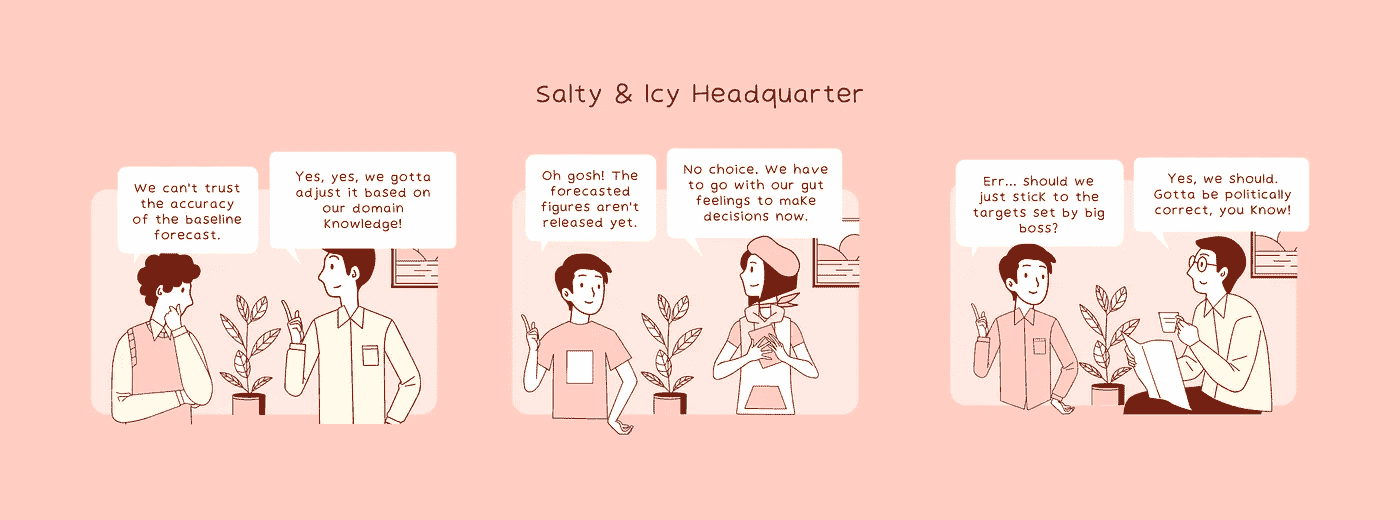 Salty & Icy Headquarter
We can't trust
the accuracy
of the baseline
forecast.
Yes, yes, we gotta
adjust it based on
our domain
Knowledge!
Oh gosh! The
forecasted
figures aren't
released yet.
No choice. We have
to go with our gut
feelings to make
decisions now.
Err... should we
just stick to the
targets set by big
boss?
Yes, we should.
Gotta be politically
correct, you Know!